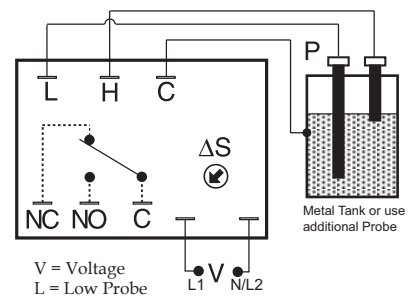 P
L H C
ΔS
NC NO C
Metal Tank or use
additional Probe
V = Voltage
L = Low Probe
L1 V N/L2